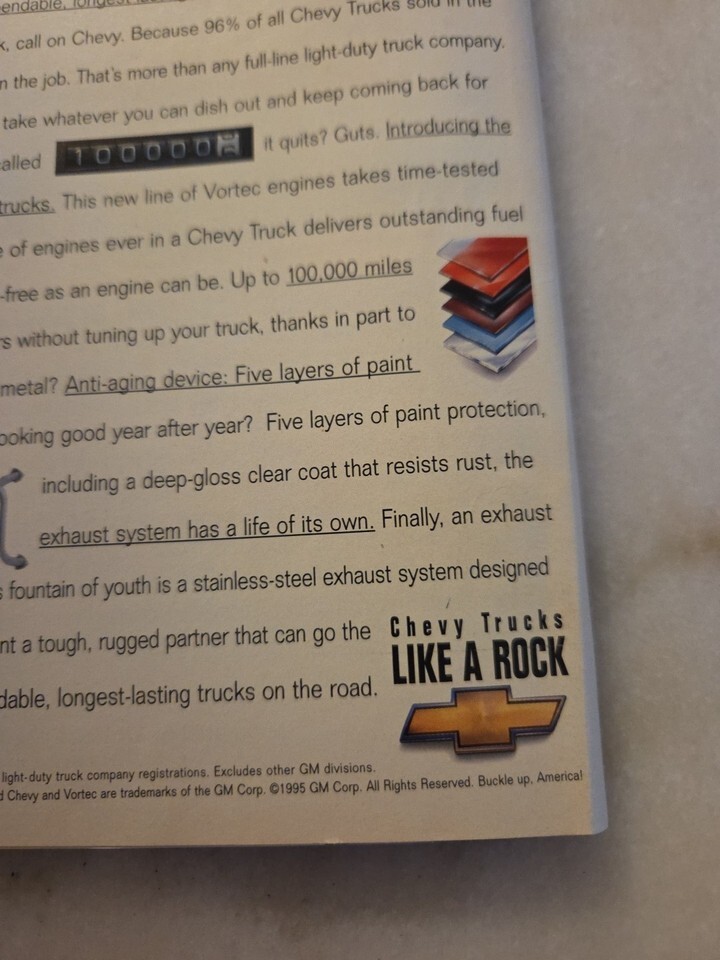 endable, longest
k, call on Chevy. Because 96% of all Chevy Trucks sold in the
n the job. That's more than any full-line light-duty truck company.
take whatever you can dish out and keep coming back for
alled 100000 it quits? Guts. Introducing the
trucks. This new line of Vortec engines takes time-tested
e of engines ever in a Chevy Truck delivers outstanding fuel
-free as an engine can be. Up to 100,000 miles
rs without tuning up your truck, thanks in part to
metal? Anti-aging device: Five layers of paint
ooking good year after year? Five layers of paint protection,
including a deep-gloss clear coat that resists rust, the
exhaust system has a life of its own. Finally, an exhaust
s fountain of youth is a stainless-steel exhaust system designed
nt a tough, rugged partner that can go the
dable, longest-lasting trucks on the road.
Chevy Trucks
LIKE A ROCK
light-duty truck company registrations. Excludes other GM divisions.
d Chevy and Vortec are trademarks of the GM Corp. ©1995 GM Corp. All Rights Reserved. Buckle up, America!